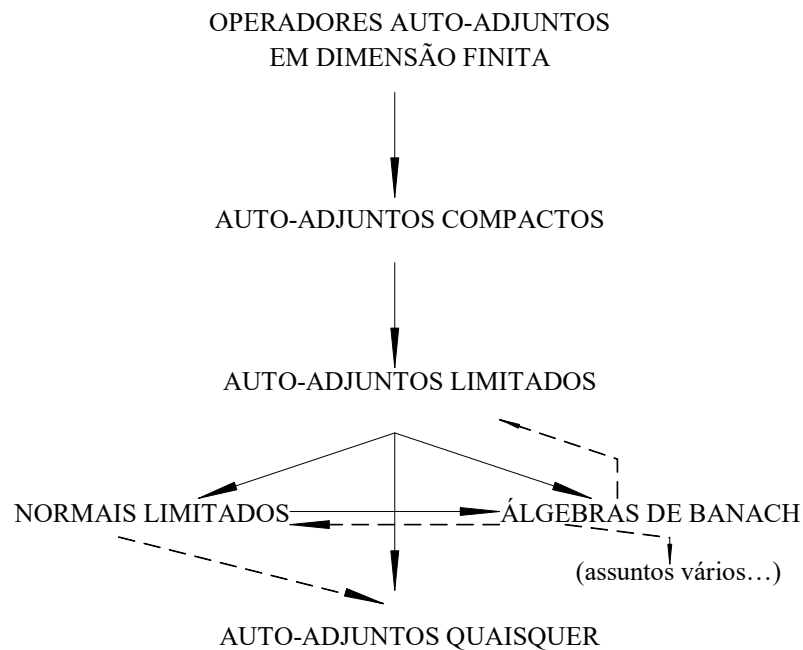 OPERADORES AUTO-ADJUNTOS
EM DIMENSÃO FINITA
AUTO-ADJUNTOS COMPACTOS
AUTO-ADJUNTOS LIMITADOS
NORMAIS LIMITADOS
ÁLGEBRAS DE BANACH
(assuntos vários…)
AUTO-ADJUNTOS QUAISQUER